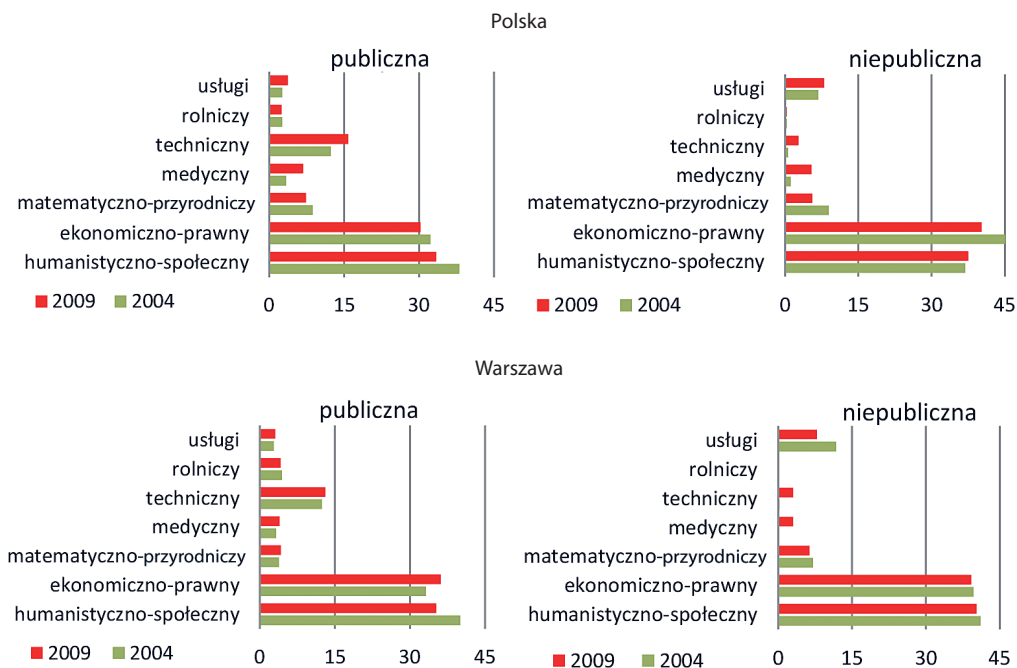 Polska
publiczna
usługi
rolniczy
techniczny
medyczny
matematyczno-przyrodniczy
ekonomiczno-prawny
humanistyczno-społeczny
0 15 30 45
2009 2004
niepubliczna
usługi
rolniczy
techniczny
medyczny
matematyczno-przyrodniczy
ekonomiczno-prawny
humanistyczno-społeczny
0 15 30 45
2009 2004
Warszawa
publiczna
usługi
rolniczy
techniczny
medyczny
matematyczno-przyrodniczy
ekonomiczno-prawny
humanistyczno-społeczny
0 15 30 45
2009 2004
niepubliczna
usługi
rolniczy
techniczny
medyczny
matematyczno-przyrodniczy
ekonomiczno-prawny
humanistyczno-społeczny
0 15 30 45
2009 2004